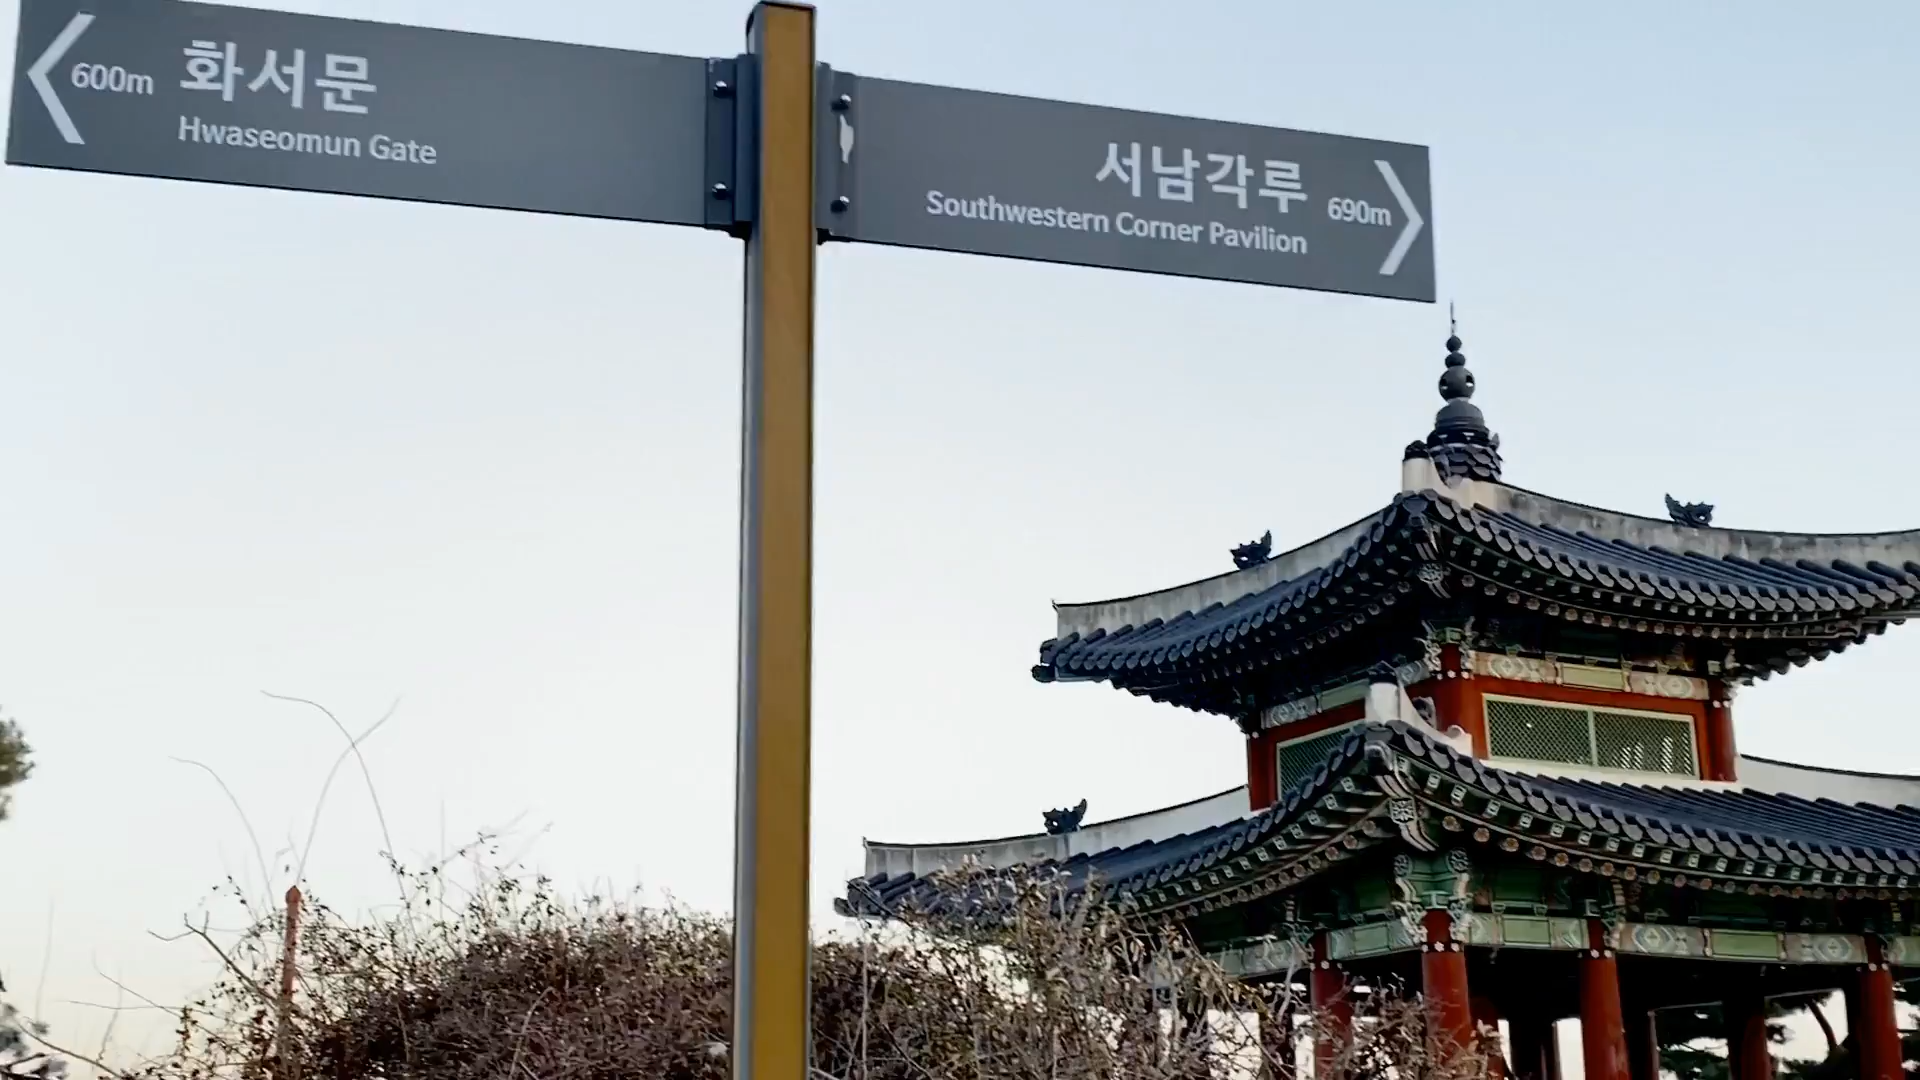 600m 화서문
Hwaseomun Gate
서남각루 690m
Southwestern Corner Pavilion